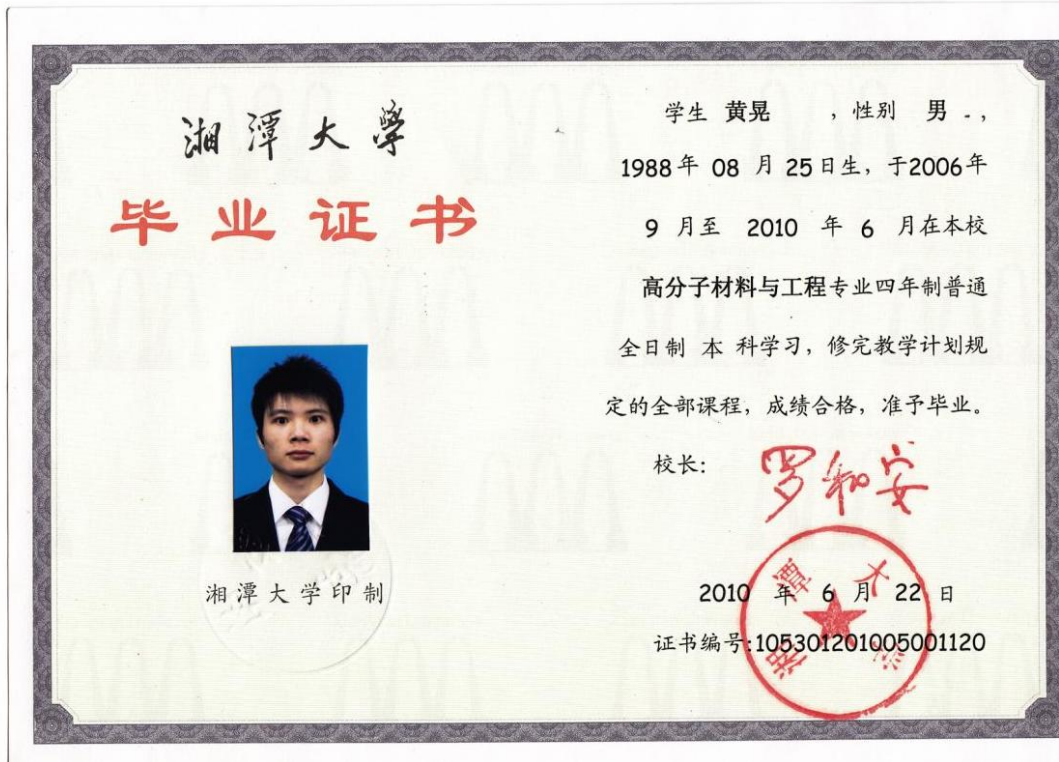 湘潭大學
毕业证书
湘潭大学印制
学生 黄晃 ，性别 男 ，
1988年 08 月 25日生，于2006年
9 月至 2010 年 6 月在本校
高分子材料与工程专业四年制普通
全日制 本 科学习，修完教学计划规
定的全部课程，成绩合格，准予毕业。
校长：
罗和安
2010 年 6 月 22 日
证书编号:105301201005001120
湘潭大学